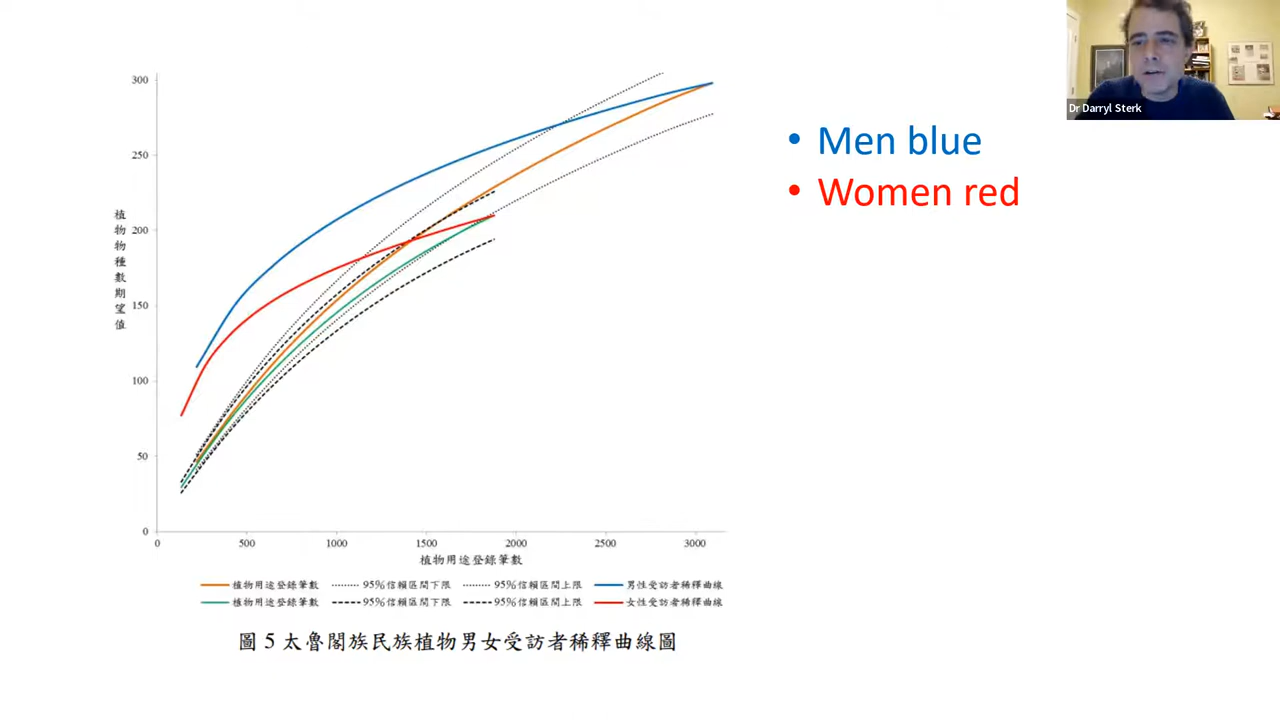 Dr Darryl Sterk
• Men blue
• Women red
植物物種數期望值
300
250
200
150
100
50
0
0 500 1000 1500 2000 2500 3000
植物用途登錄筆數
植物用途登錄筆數 95%信賴區間下限 95%信賴區間上限 男性受訪者稀釋曲線
植物用途登錄筆數 95%信賴區間下限 95%信賴區間上限 女性受訪者稀釋曲線
圖 5 太魯閣族民族植物男女受訪者稀釋曲線圖